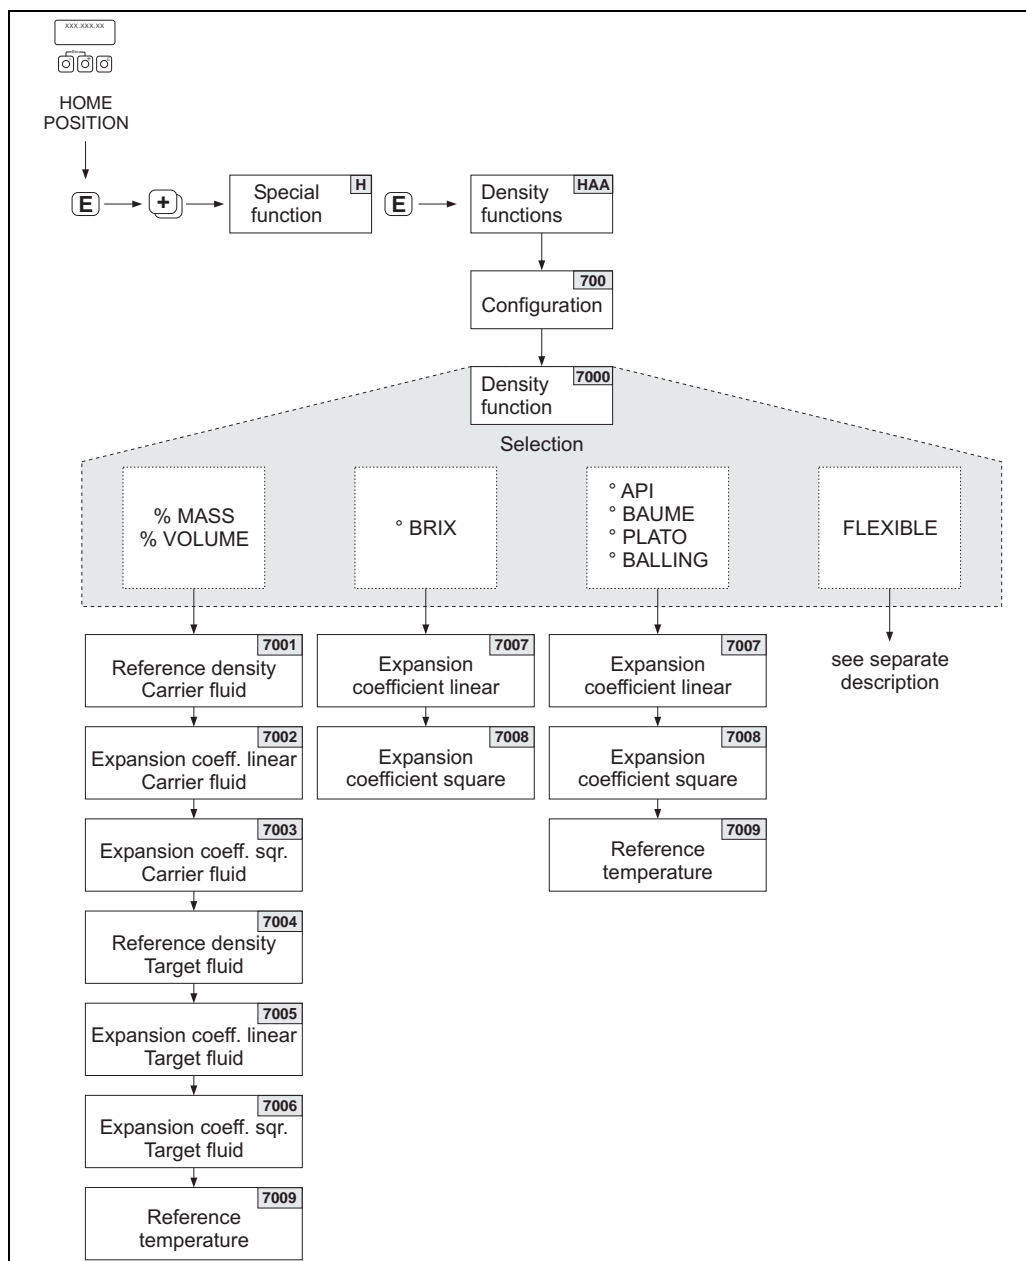 XXX.XXX.XX
Esc
HOME
POSITION
E
+
H
Special
function
E
HAA
Density
functions
700
Configuration
7000
Density
function
Selection
% MASS
% VOLUME
° BRIX
° API
° BAUME
° PLATO
° BALLING
FLEXIBLE
7001
Reference density
Carrier fluid
7007
Expansion
coefficient linear
7007
Expansion
coefficient linear
see separate
description
7002
Expansion coeff. linear
Carrier fluid
7008
Expansion
coefficient square
7008
Expansion
coefficient square
7003
Expansion coeff. sqr.
Carrier fluid
7009
Reference
temperature
7004
Reference density
Target fluid
7005
Expansion coeff. linear
Target fluid
7006
Expansion coeff. sqr.
Target fluid
7009
Reference
temperature